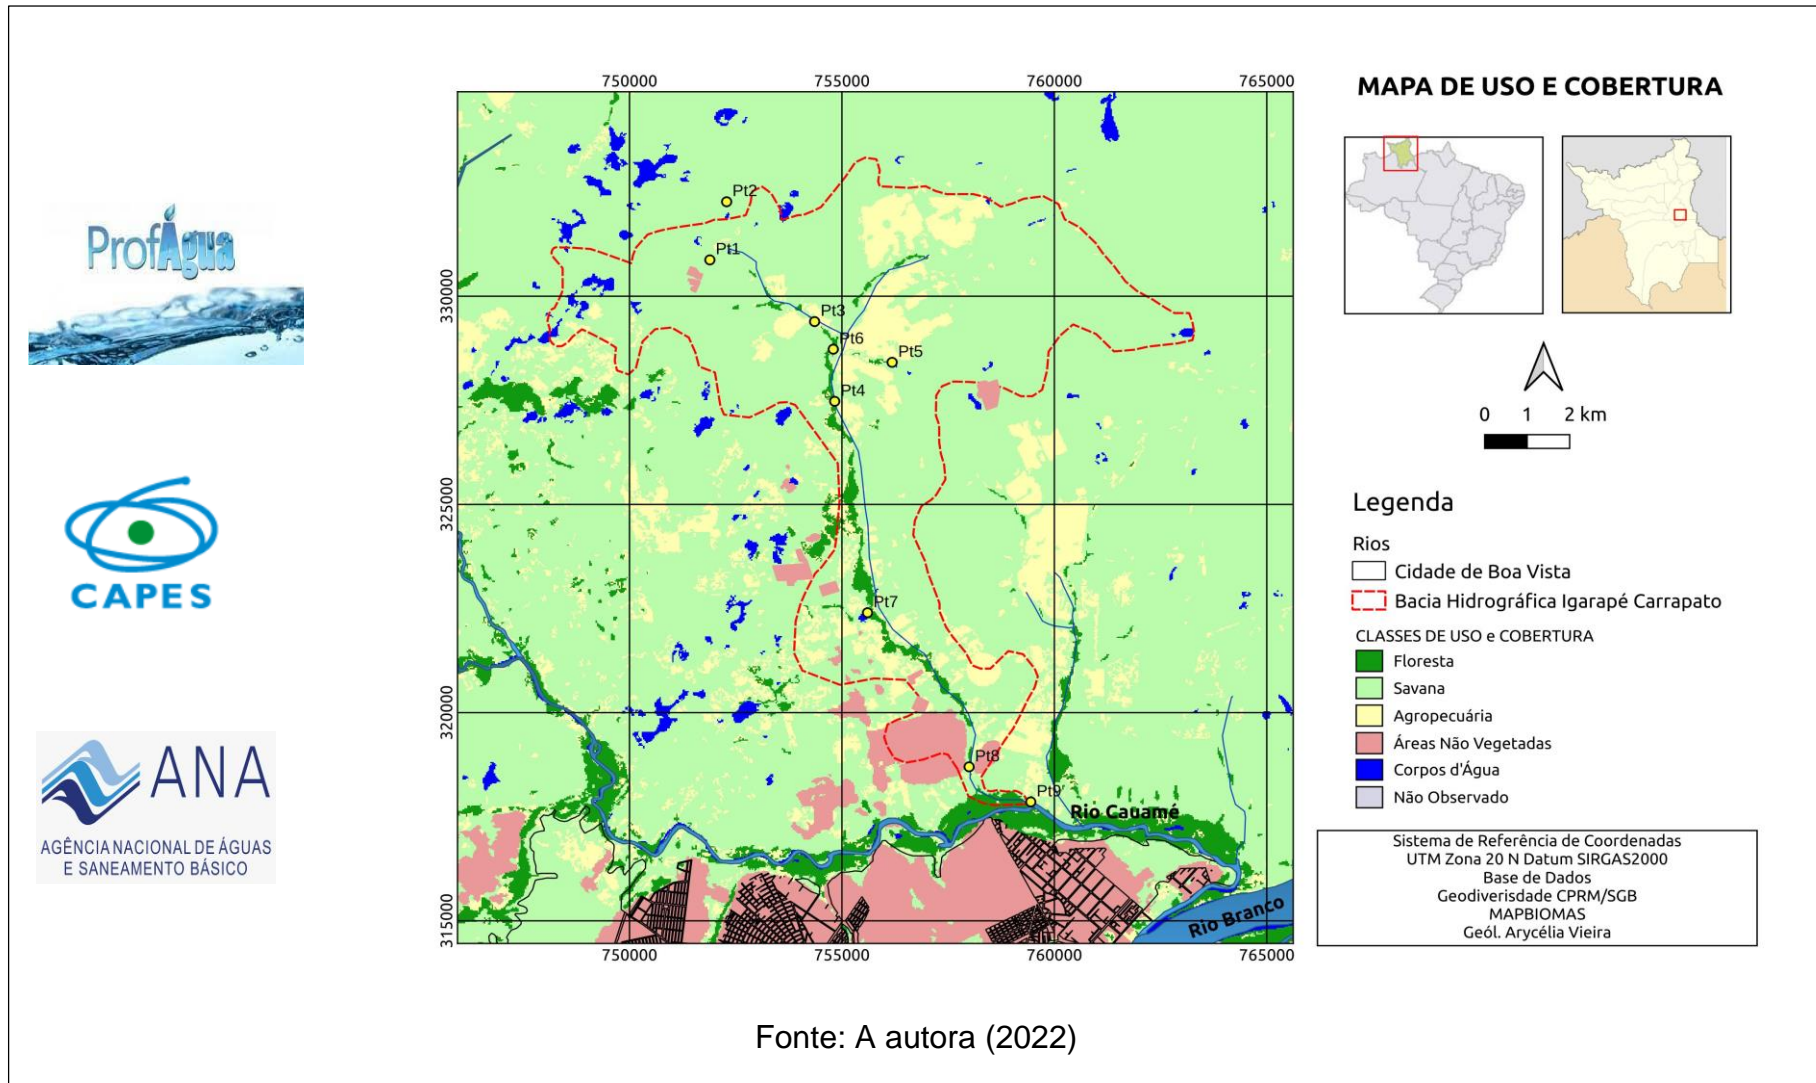 ProfÁgua
CAPES
ANA
AGÊNCIA NACIONAL DE ÁGUAS
E SANEAMENTO BÁSICO
750000
755000
760000
765000
330000
325000
320000
315000
Pt2
Pt1
Pt3
Pt6
Pt5
Pt4
Pt7
Pt8
Pt9
Rio Cauamé
Rio Branco
750000
755000
760000
765000
MAPA DE USO E COBERTURA
0 1 2 km
Legenda
Rios
Cidade de Boa Vista
Bacia Hidrográfica Igarapé Carrapato
CLASSES DE USO e COBERTURA
Floresta
Savana
Agropecuária
Áreas Não Vegetadas
Corpos d'Água
Não Observado
Sistema de Referência de Coordenadas
UTM Zona 20 N Datum SIRGAS2000
Base de Dados
Geodiverisdade CPRM/SGB
MAPBIOMAS
Geól. Arycélia Vieira
Fonte: A autora (2022)